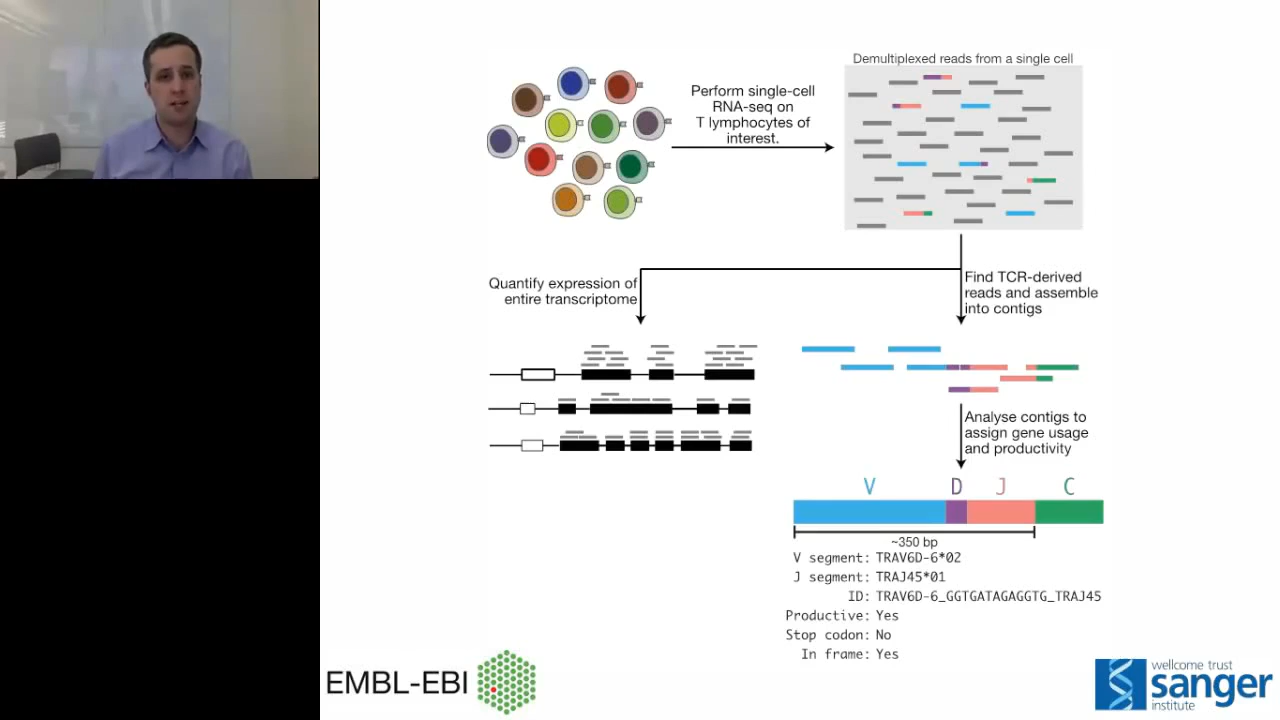 Demultiplexed reads from a single cell
Perform single-cell
RNA-seq on
T lymphocytes of
interest.
Quantify expression of
entire transcriptome
Find TCR-derived
reads and assemble
into contigs
Analyse contigs to
assign gene usage
and productivity
V D J C
~350 bp
V segment: TRAV6D-6*02
J segment: TRAJ45*01
ID: TRAV6D-6_GGTGATAGAGGTG_TRAJ45
Productive: Yes
Stop codon: No
In frame: Yes
EMBL-EBI
wellcome trust
sanger
institute